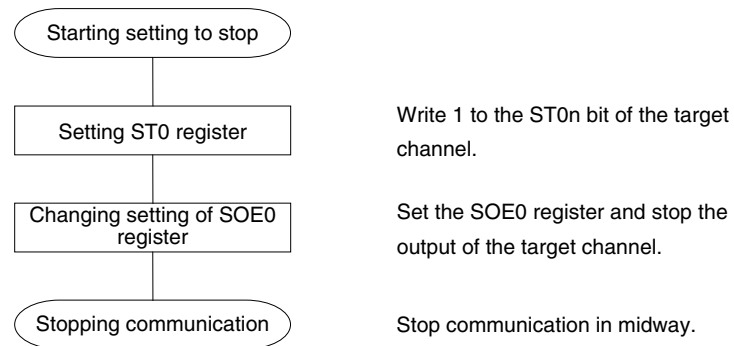 Starting setting to stop
Setting ST0 register
Write 1 to the ST0n bit of the target
channel.
Changing setting of SOE0
register
Set the SOE0 register and stop the
output of the target channel.
Stopping communication
Stop communication in midway.